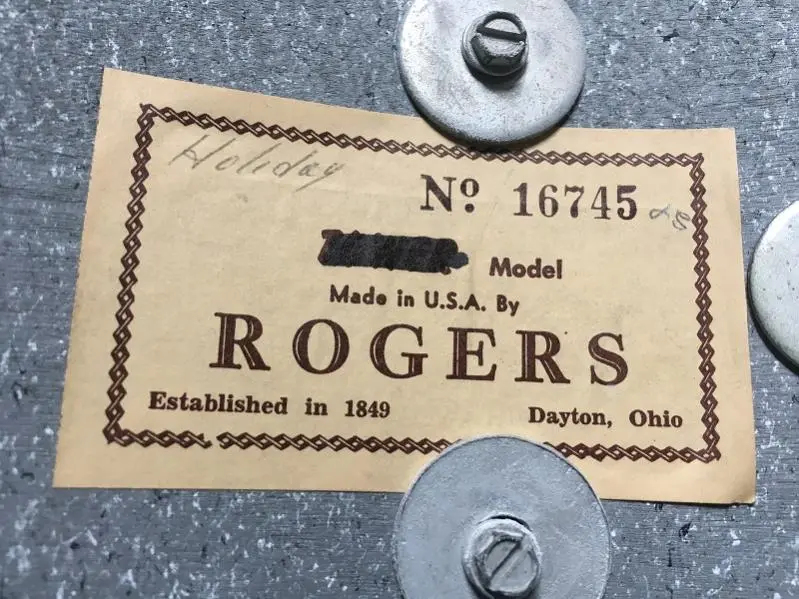 Holiday
Nº 16745
Model
Made in U.S.A. By
ROGERS
Established in 1849
Dayton, Ohio